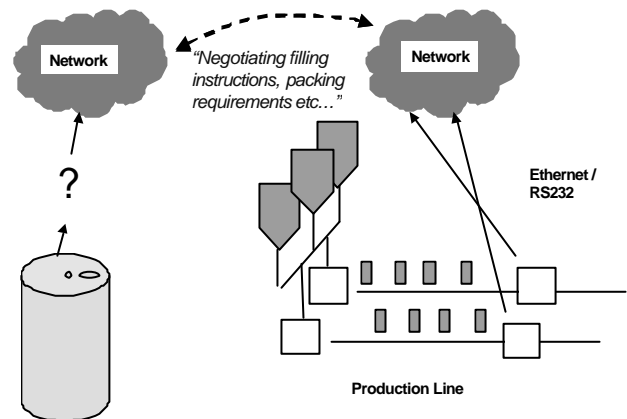 Network
Network
“Negotiating filling
instructions, packing
requirements etc…”
?
Ethernet /
RS232
Production Line